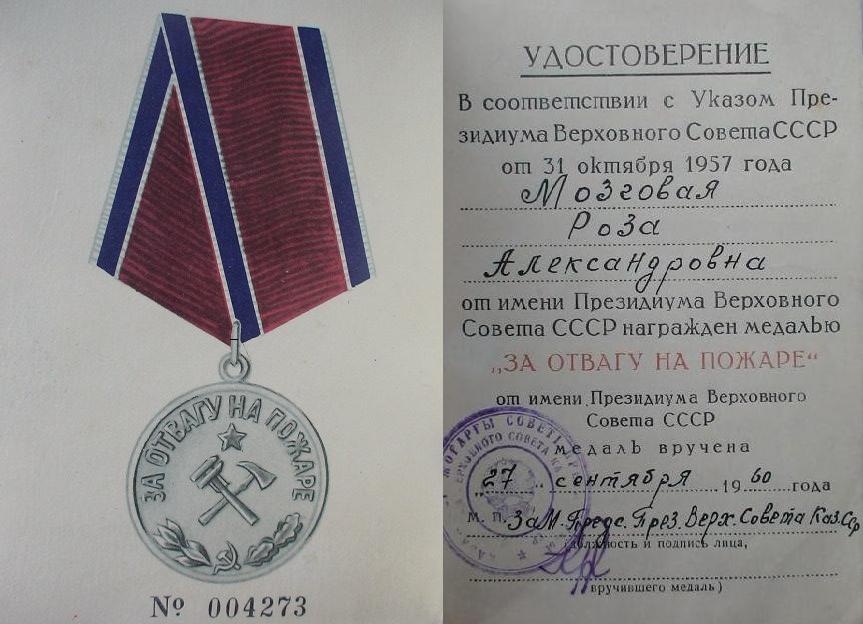 ЗА ОТВАГУ НА ПОЖАРЕ
№ 004273
УДОСТОВЕРЕНИЕ
В соответствии с Указом Пре-
зидиума Верховного Совета СССР
от 31 октября 1957 года
Мозговая
Роза
Александровна
от имени Президиума Верховного
Совета СССР награжден медалью
„ЗА ОТВАГУ НА ПОЖАРЕ“
от имени Президиума Верховного
Совета СССР
медаль вручена
„27 „ сентября 1960 года
М. П. Зам. Предс. През. Верх. Совета Каз. ССР
(должность и подпись лица,
вручившего медаль)